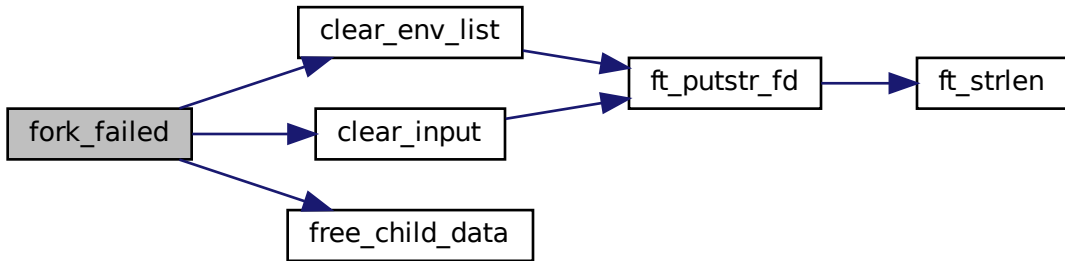 clear_env_list
ft_putstr_fd
ft_strlen
fork_failed
clear_input
free_child_data